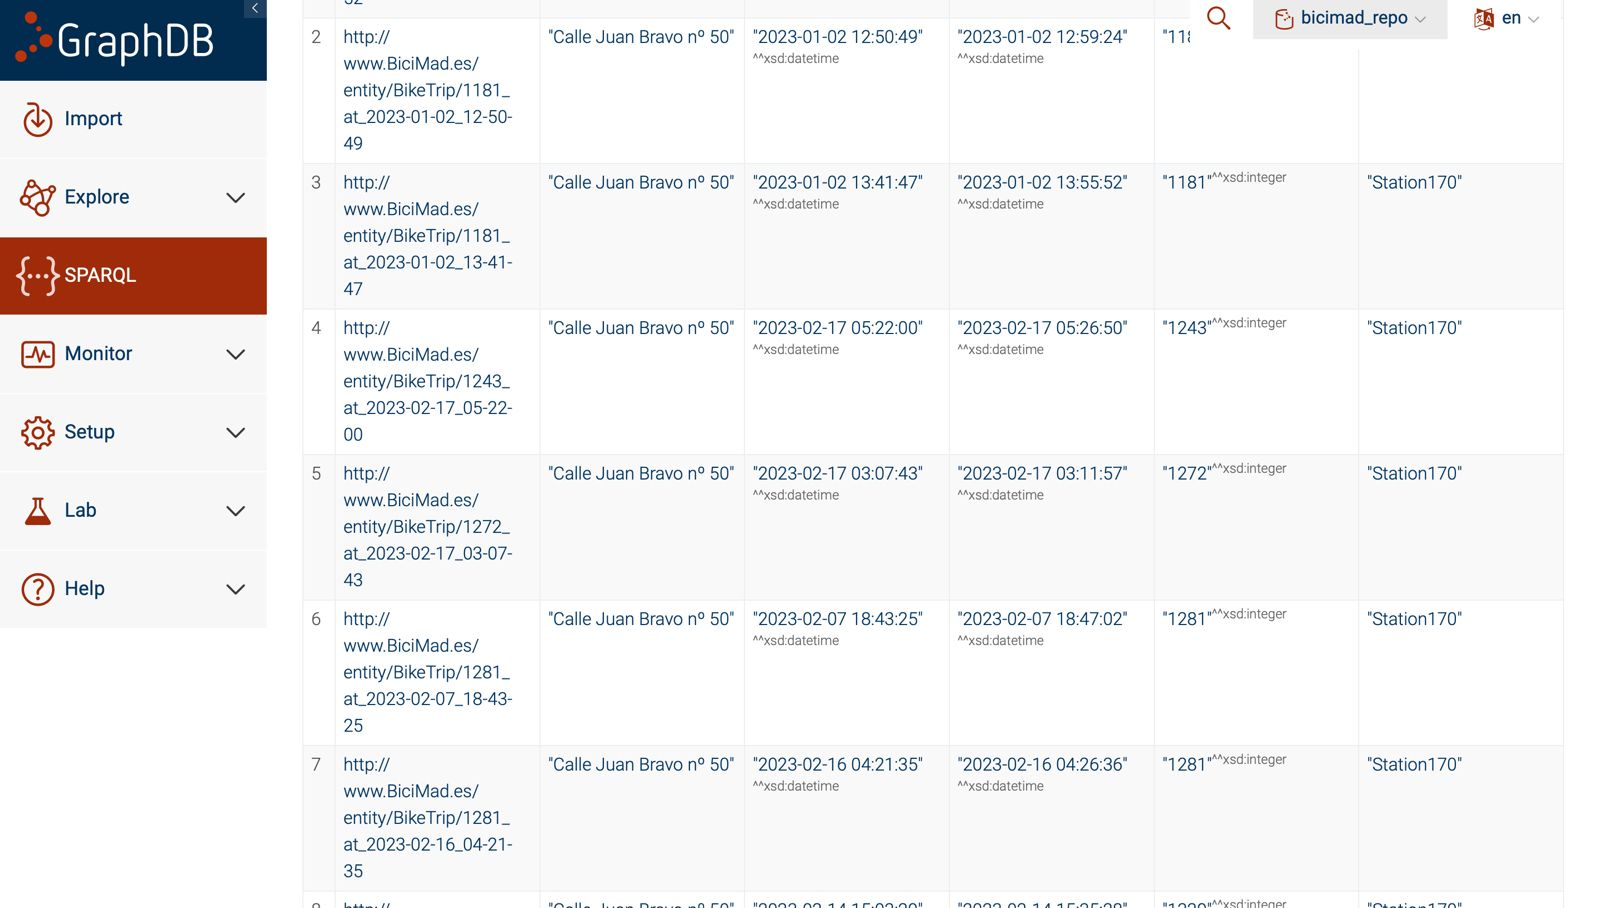 GraphDB
Import
Explore
SPARQL
Monitor
Setup
Lab
Help
bicimad_repo
en
2
http://
www.BiciMad.es/
entity/BikeTrip/1181_
at_2023-01-02_12-50-
49
"Calle Juan Bravo nº 50"
"2023-01-02 12:50:49"
^^xsd:datetime
"2023-01-02 12:59:24"
^^xsd:datetime
3
http://
www.BiciMad.es/
entity/BikeTrip/1181_
at_2023-01-02_13-41-
47
"Calle Juan Bravo nº 50"
"2023-01-02 13:41:47"
^^xsd:datetime
"2023-01-02 13:55:52"
^^xsd:datetime
"1181"^^xsd:integer
"Station170"
4
http://
www.BiciMad.es/
entity/BikeTrip/1243_
at_2023-02-17_05-22-
00
"Calle Juan Bravo nº 50"
"2023-02-17 05:22:00"
^^xsd:datetime
"2023-02-17 05:26:50"
^^xsd:datetime
"1243"^^xsd:integer
"Station170"
5
http://
www.BiciMad.es/
entity/BikeTrip/1272_
at_2023-02-17_03-07-
43
"Calle Juan Bravo nº 50"
"2023-02-17 03:07:43"
^^xsd:datetime
"2023-02-17 03:11:57"
^^xsd:datetime
"1272"^^xsd:integer
"Station170"
6
http://
www.BiciMad.es/
entity/BikeTrip/1281_
at_2023-02-07_18-43-
25
"Calle Juan Bravo nº 50"
"2023-02-07 18:43:25"
^^xsd:datetime
"2023-02-07 18:47:02"
^^xsd:datetime
"1281"^^xsd:integer
"Station170"
7
http://
www.BiciMad.es/
entity/BikeTrip/1281_
at_2023-02-16_04-21-
35
"Calle Juan Bravo nº 50"
"2023-02-16 04:21:35"
^^xsd:datetime
"2023-02-16 04:26:36"
^^xsd:datetime
"1281"^^xsd:integer
"Station170"